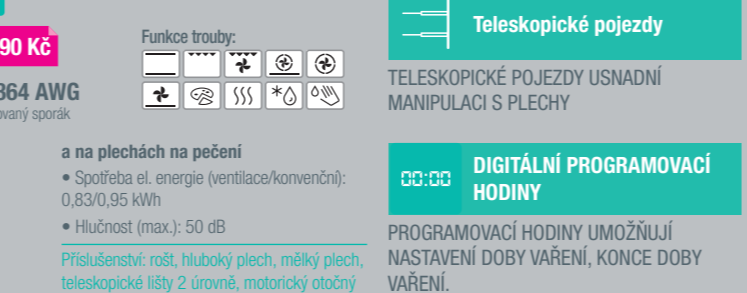 90 Kč
864 AWG
ovaný sporák
Funkce trouby:
a na plechách na pečení
• Spotřeba el. energie (ventilace/konvenční):
0,83/0,95 kWh
• Hlučnost (max.): 50 dB
Příslušenství: rošt, hluboký plech, mělký plech,
teleskopické lišty 2 úrovně, motorický otočný
Teleskopické pojezdy
TELESKOPICKÉ POJEZDY USNADNÍ
MANIPULACI S PLECHY
00:00
DIGITÁLNÍ PROGRAMOVACÍ
HODINY
PROGRAMOVACÍ HODINY UMOŽŇUJÍ
NASTAVENÍ DOBY VAŘENÍ, KONCE DOBY
VAŘENÍ.